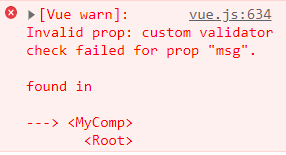 [Vue warn]: vue.js:634
Invalid prop: custom validator
check failed for prop "msg".
found in
---> <MyComp>
<Root>